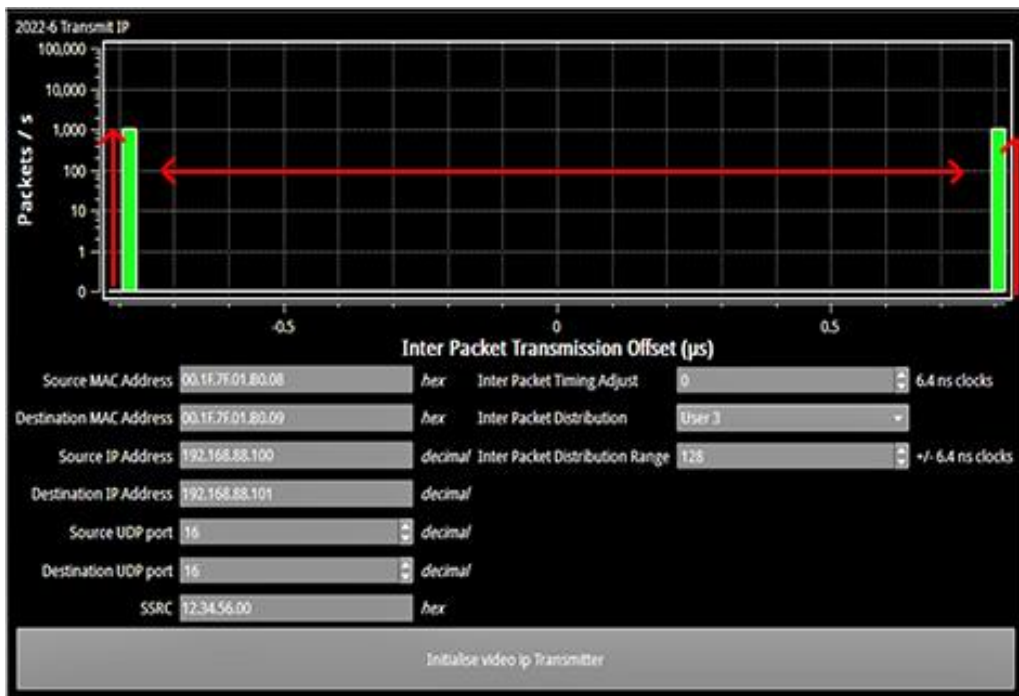 2022-6 Transmit IP
100,000
10,000
1,000
100
10
1
0
Packets / s
-0.5 0 0.5
Inter Packet Transmission Offset (µs)
Source MAC Address 00.1F.7F.01.B0.08 hex Inter Packet Timing Adjust 0 6.4 ns clocks
Destination MAC Address 00.1F.7F.01.B0.09 hex Inter Packet Distribution User 3
Source IP Address 192.168.88.100 decimal Inter Packet Distribution Range 128 +/- 6.4 ns clocks
Destination IP Address 192.168.88.101 decimal
Source UDP port 16 decimal
Destination UDP port 16 decimal
SSRC 12.34.56.00 hex
Initialise video ip Transmitter